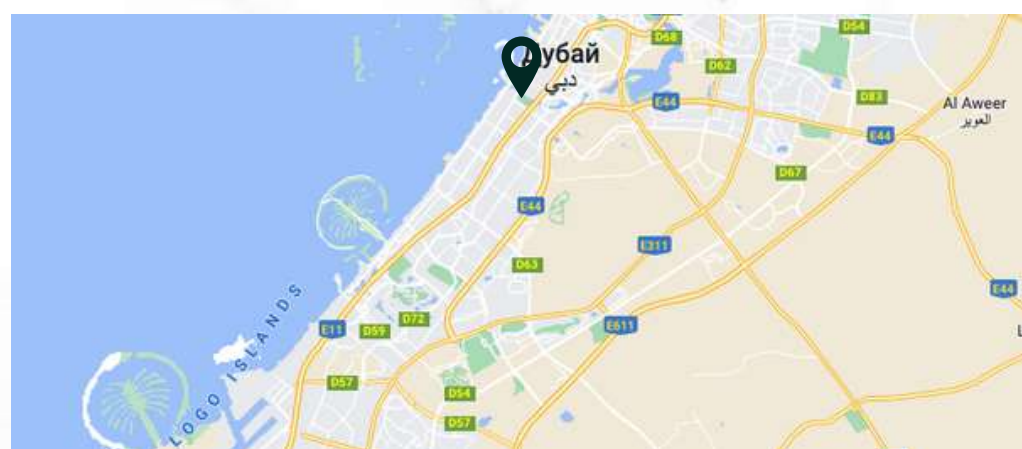 D54
D68
Дубай
D62
دبي
D83
E44
Al Aweer
العوير
E44
D67
E44
E311
D63
E44
LOGO ISLANDS
D72
E611
E11
D59
D57
D54
D57